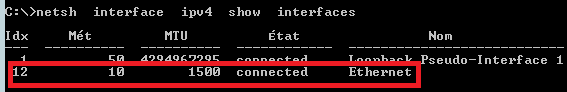 C:\>netsh interface ipv4 show interfaces
Idx Mét MTU État Nom
--- ---------- ---------- ------------ ---------------------------
1 50 4294967295 connected Loopback Pseudo-Interface 1
12 10 1500 connected Ethernet